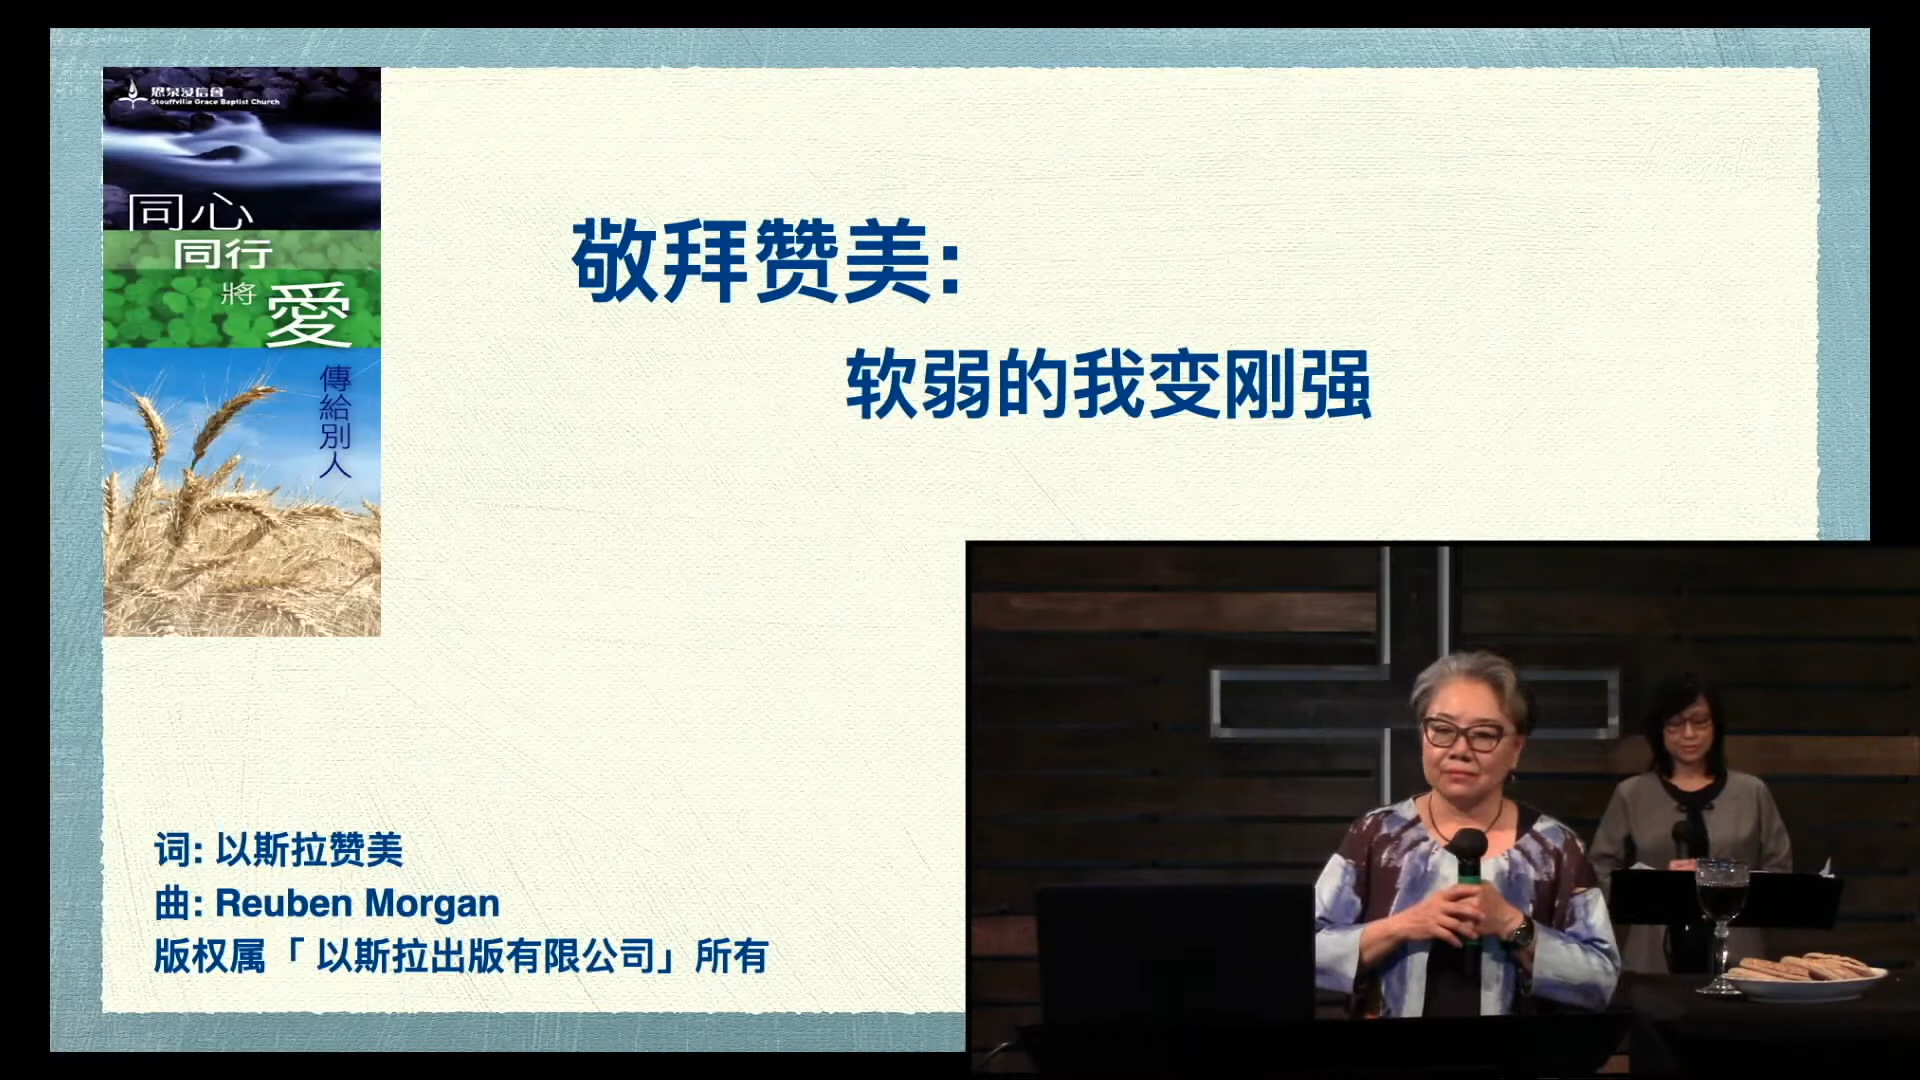 恩泉浸信會
Stouffville Grace Baptist Church
同心
同行
將愛
傳給別人
敬拜赞美:
软弱的我变刚强
词: 以斯拉赞美
曲: Reuben Morgan
版权属「 以斯拉出版有限公司」所有